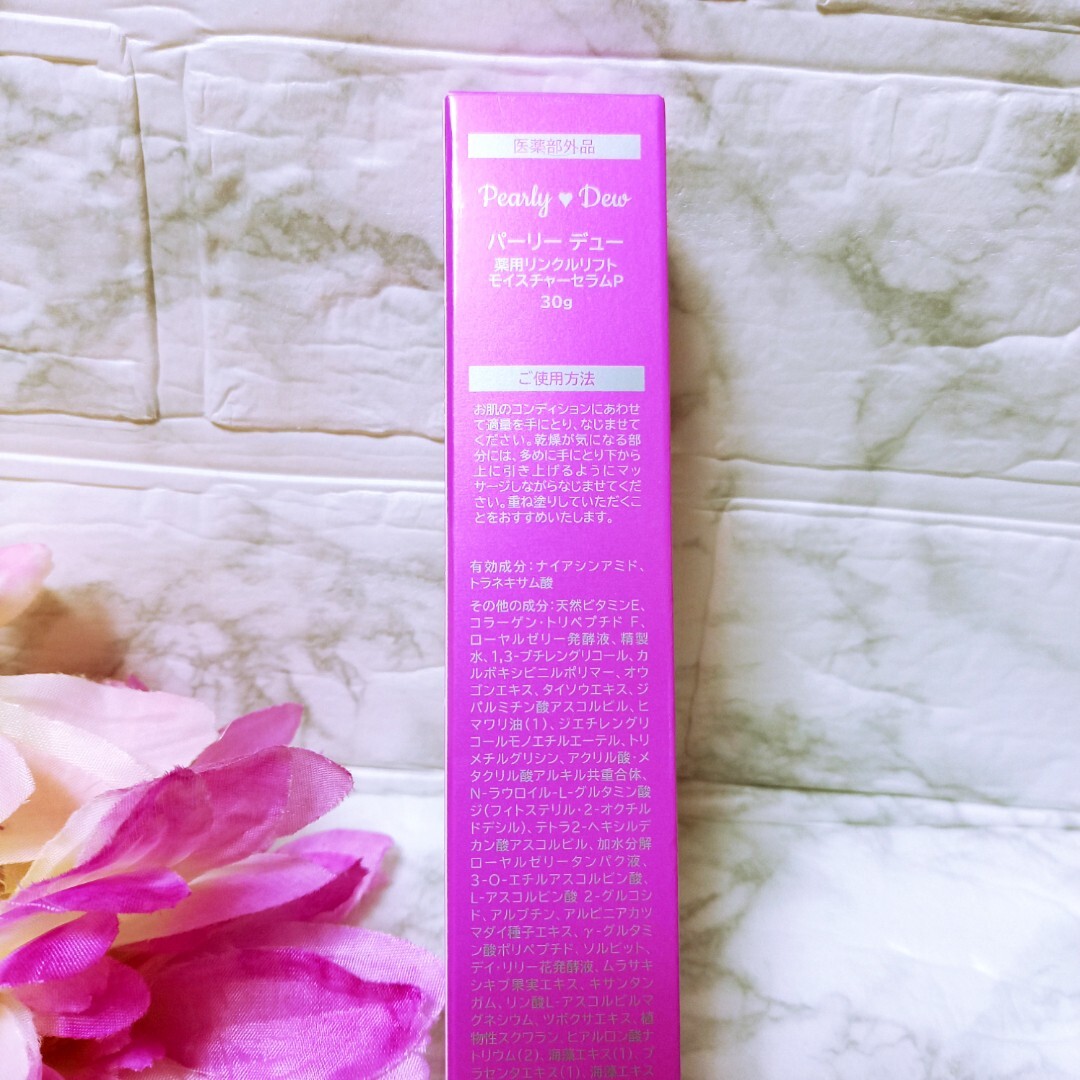 医薬部外品
Pearly ♥ Dew
パーリー デュー
薬用リンクルリフト
モイスチャーセラムP
30g
ご使用方法
お肌のコンディションにあわせ
て適量を手にとり、なじませて
ください。乾燥が気になる部
分には、多めに手にとり下から
上に引き上げるようにマッ
サージしながらなじませてくだ
さい。重ね塗りしていただくこ
とをおすすめいたします。
有効成分:ナイアシンアミド、
トラネキサム酸
その他の成分:天然ビタミンE、
コラーゲン・トリペプチド F、
ローヤルゼリー発酵液、精製
水、1,3-ブチレングリコール、カ
ルボキシビニルポリマー、オウ
ゴンエキス、タイソウエキス、ジ
パルミチン酸アスコルビル、ヒ
マワリ油(1)、ジエチレングリ
コールモノエチルエーテル、トリ
メチルグリシン、アクリル酸・メ
タクリル酸アルキル共重合体、
N-ラウロイル-L-グルタミン酸
ジ(フィトステリル・2-オクチル
ドデシル)、テトラ2-ヘキシルデ
カン酸アスコルビル、加水分解
ローヤルゼリータンパク液、
3-O-エチルアスコルビン酸、
L-アスコルビン酸 2-グルコシ
ド、アルブチン、アルピニアカツ
マダイ種子エキス、γ-グルタミ
ン酸ポリペプチド、ソルビット、
デイ・リリー花発酵液、ムラサキ
シキブ果実エキス、キサンタン
ガム、リン酸L-アスコルビルマ
グネシウム、ツボクサエキス、植
物性スクワラン、ヒアルロン酸ナ
トリウム(2)、海藻エキス(1)、プ
ラセンタエキス(1)、海藻エキス